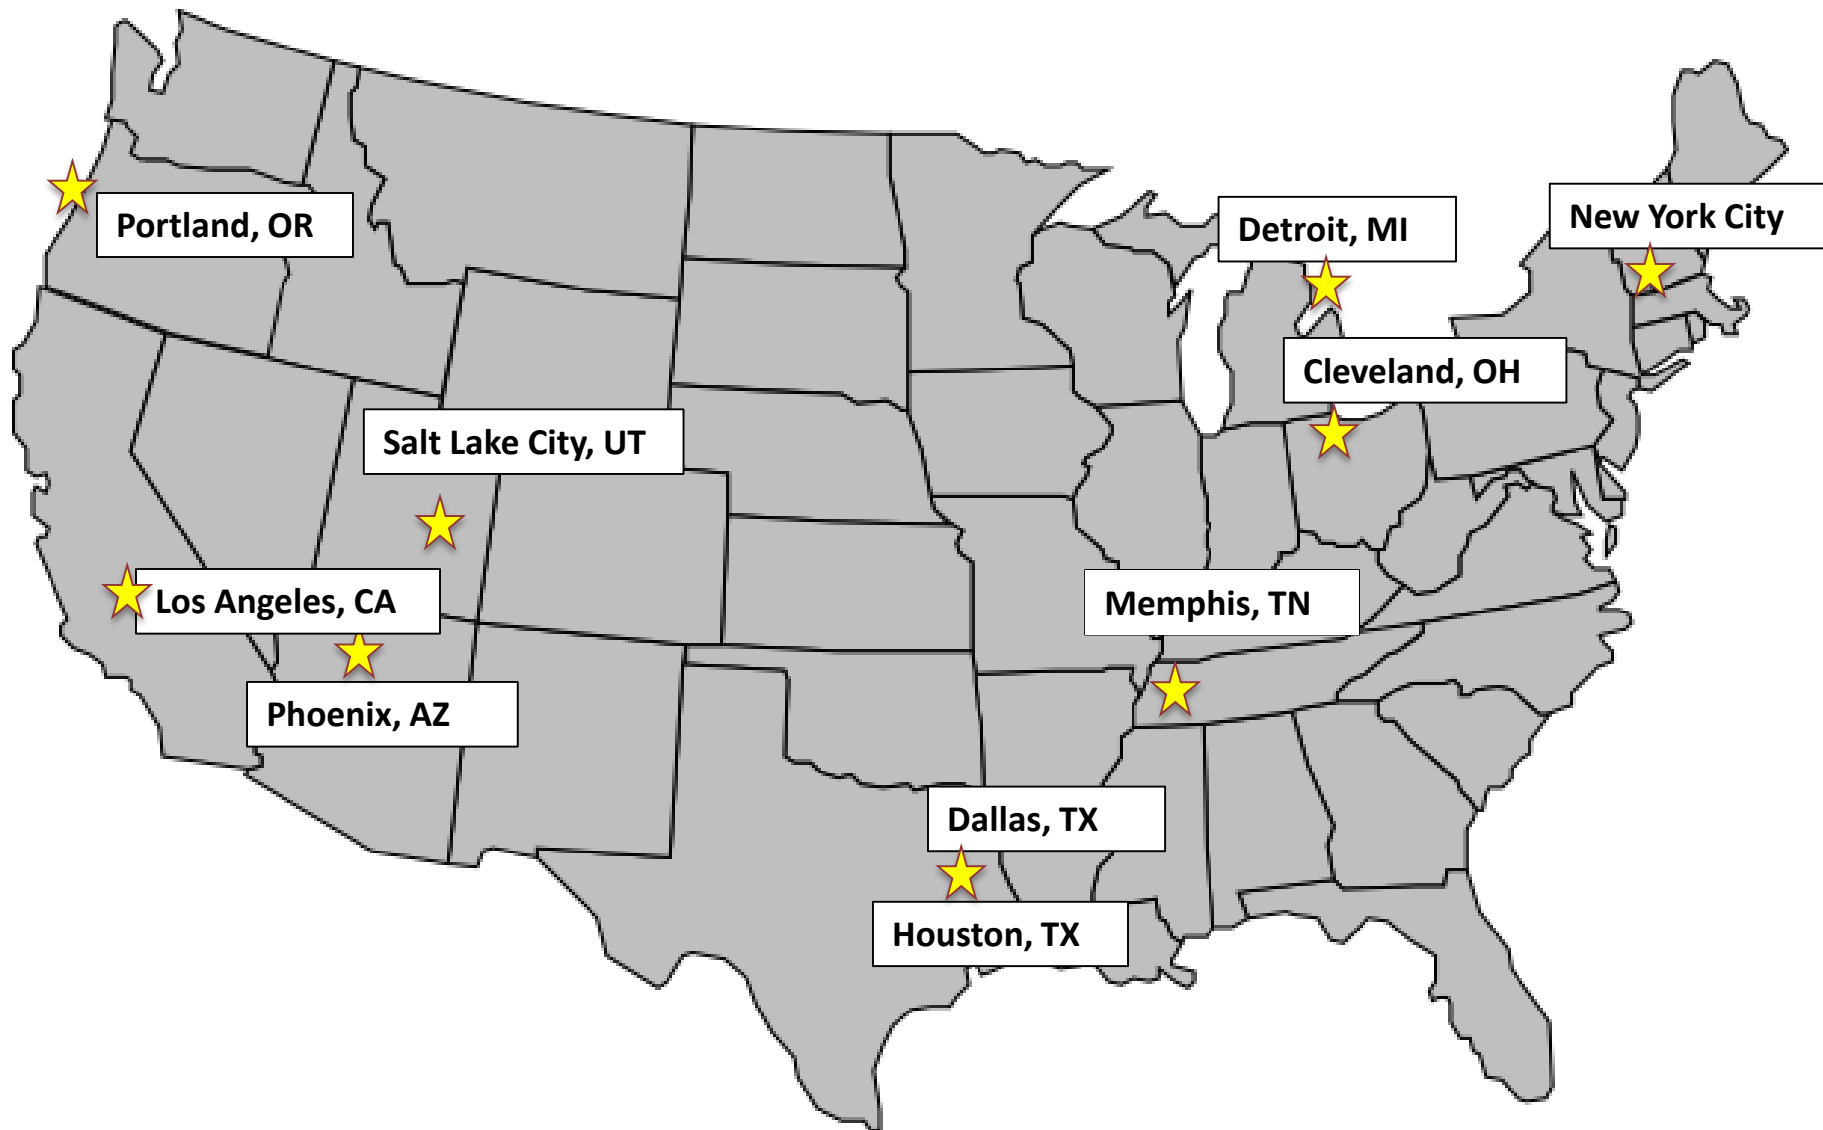 New York City
Detroit, MI
Portland, OR
Cleveland, OH
Salt Lake City, UT
Los Angeles, CA
Memphis, TN
Phoenix, AZ
Dallas, TX
Houston, TX